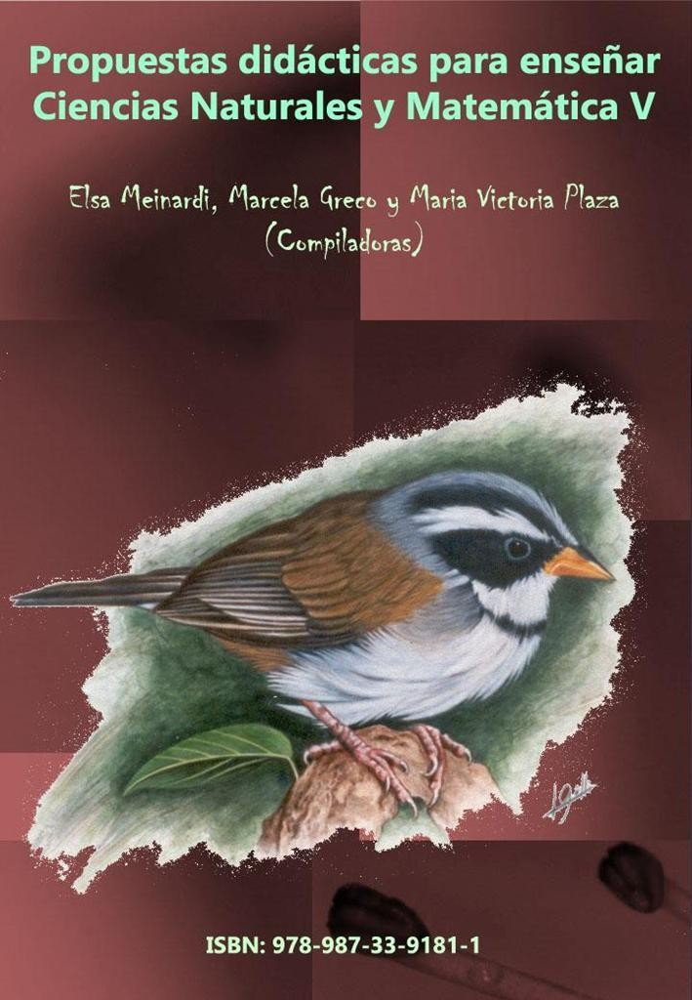 Propuestas didácticas para enseñar
Ciencias Naturales y Matemática V
Elsa Meinardi, Marcela Greco y Maria Victoria Plaza
(Compiladoras)
ISBN: 978-987-33-9181-1